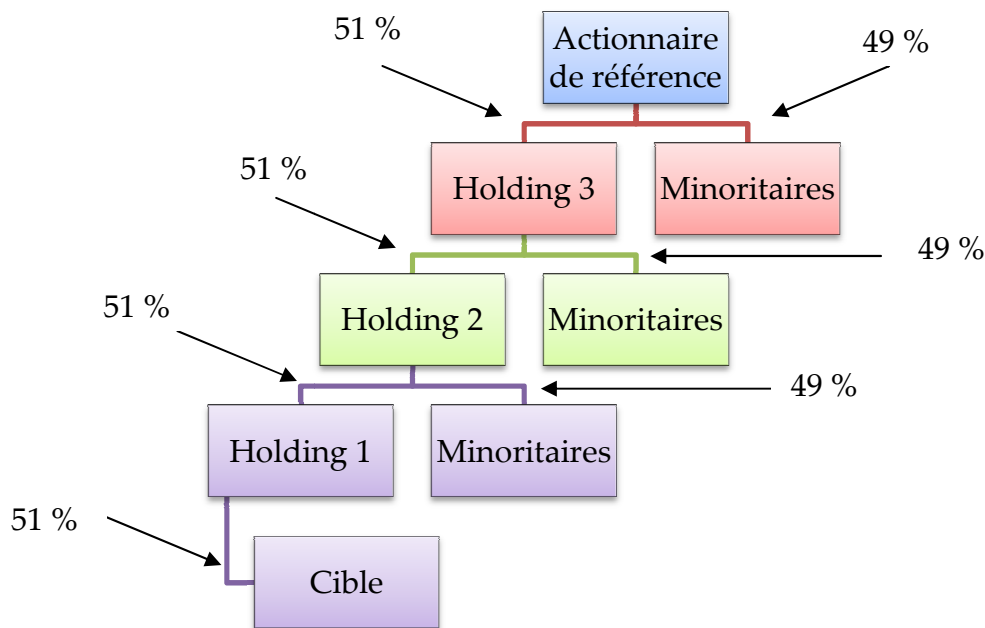 51 %
Actionnaire
de référence
49 %
51 %
Holding 3
Minoritaires
49 %
51 %
Holding 2
Minoritaires
49 %
Holding 1
Minoritaires
51 %
Cible